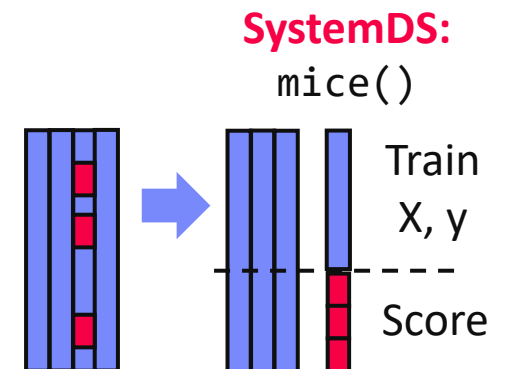 SystemDS:
mice()
Train
X, y
Score